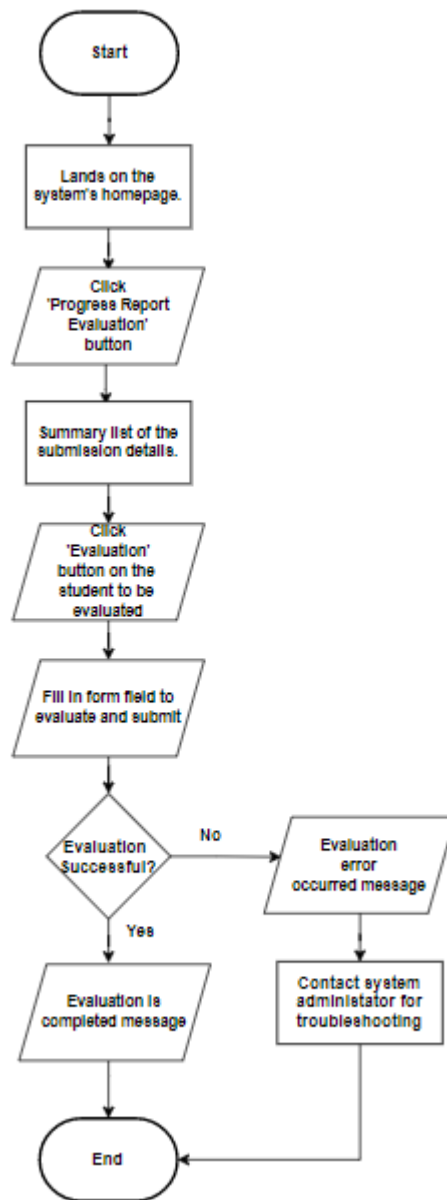 Start
Lands on the
system's homepage.
Click
'Progress Report
Evaluation'
button
Summary list of the
submission details.
Click
'Evaluation'
button on the
student to be
evaluated
Fill in form field to
evaluate and submit
Evaluation
Successful?
No
Evaluation
error
occurred message
Yes
Evaluation is
completed message
Contact system
administator for
troubleshooting
End